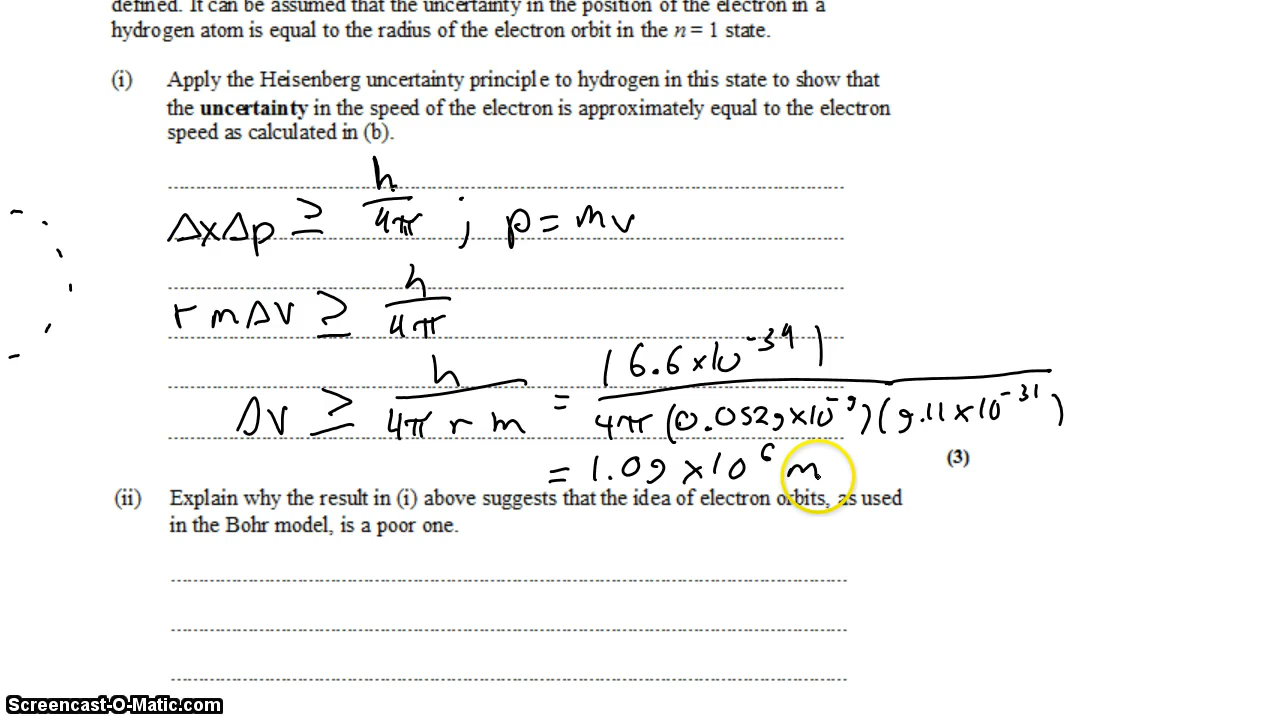 defined. It can be assumed that the uncertainty in the position of the electron in a
hydrogen atom is equal to the radius of the electron orbit in the n = 1 state.
(i) Apply the Heisenberg uncertainty principle to hydrogen in this state to show that
the uncertainty in the speed of the electron is approximately equal to the electron
speed as calculated in (b).
ΔxΔp ≥ h/4π ; p = mv
r m Δv ≥ h/4π
Δv ≥ h/(4π r m) = (6.6×10⁻³⁴)/(4π (0.0529×10⁻⁹)(9.11×10⁻³¹))
= 1.09 ×10⁶ m
(3)
(ii) Explain why the result in (i) above suggests that the idea of electron orbits, as used
in the Bohr model, is a poor one.
Screencast-O-Matic.com